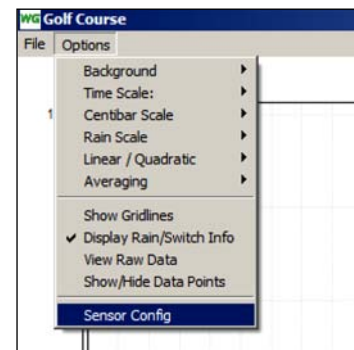 WG Golf Course
File Options
Background
Time Scale:
1 Centibar Scale
Rain Scale
Linear / Quadratic
Averaging
Show Gridlines
Display Rain/Switch Info
View Raw Data
Show/Hide Data Points
Sensor Config